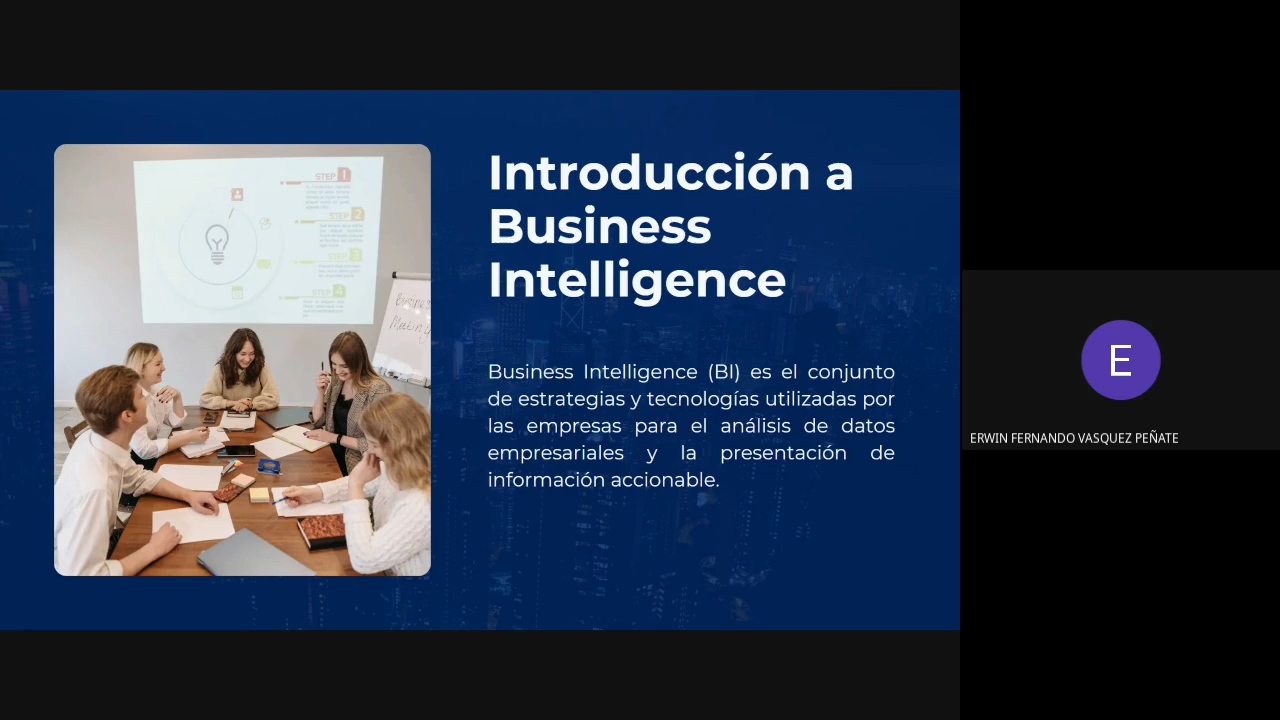 Introducción a
Business
Intelligence
Business Intelligence (BI) es el conjunto
de estrategias y tecnologías utilizadas por
las empresas para el análisis de datos
empresariales y la presentación de
información accionable.
STEP 1
STEP 2
STEP 3
STEP 4
E
ERWIN FERNANDO VASQUEZ PEÑATE